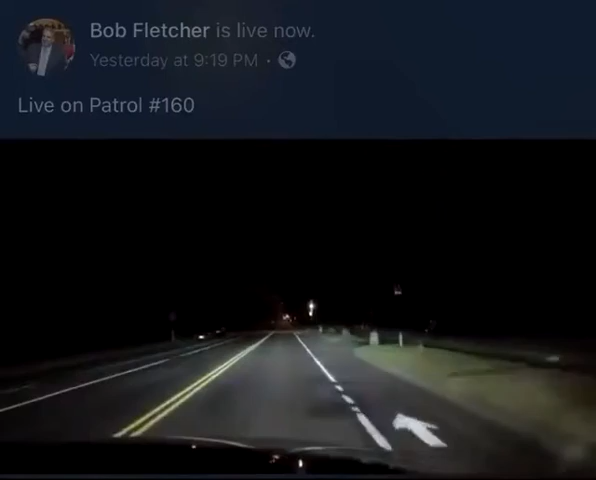 Bob Fletcher is live now.
Yesterday at 9:19 PM ·
Live on Patrol #160